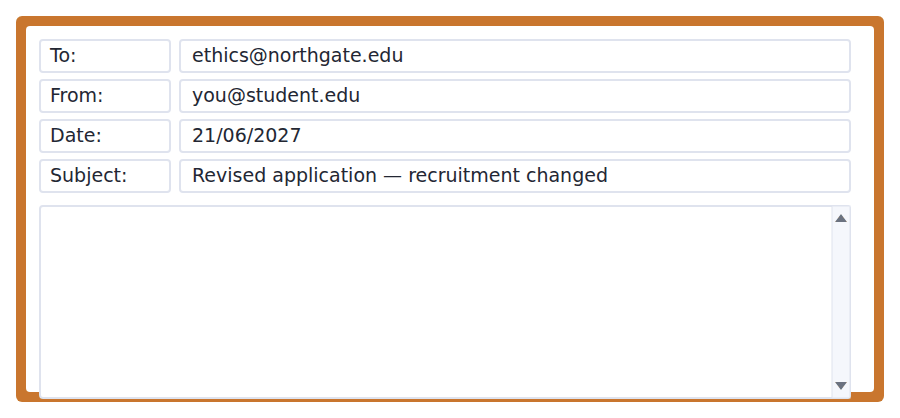 To: ethics@northgate.edu
From: you@student.edu
Date: 21/06/2027
Subject: Revised application — recruitment changed